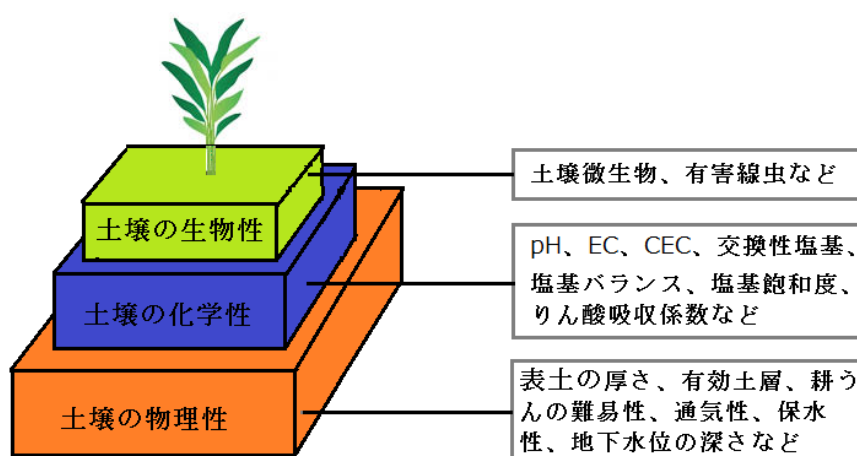 土壌の生物性
土壌微生物、有害線虫など
土壌の化学性
pH、EC、CEC、交換性塩基、
塩基バランス、塩基飽和度、
りん酸吸収係数など
土壌の物理性
表土の厚さ、有効土層、耕う
んの難易性、通気性、保水
性、地下水位の深さなど